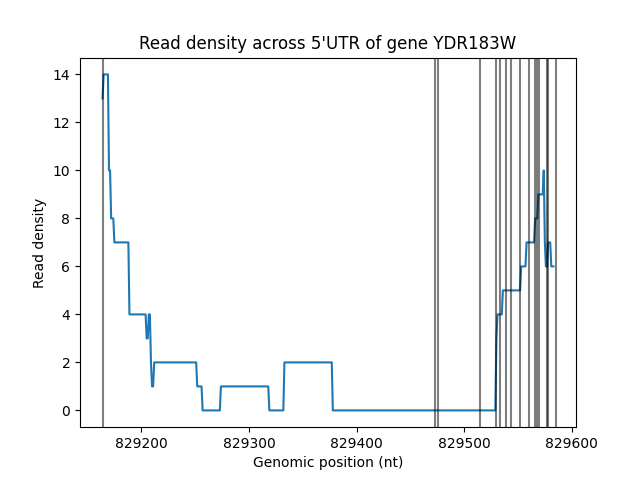 Read density across 5'UTR of gene YDR183W
Read density
14
12
10
8
6
4
2
0
829200 829300 829400 829500 829600
Genomic position (nt)